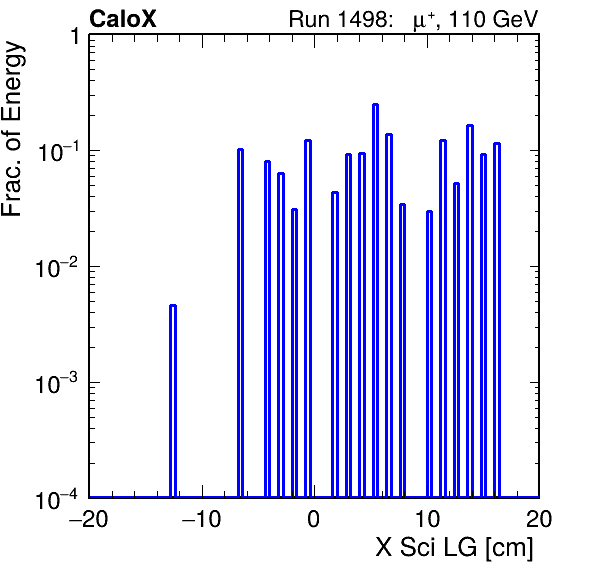 CaloX Run 1498: μ⁺, 110 GeV
Frac. of Energy
1
10⁻¹
10⁻²
10⁻³
10⁻⁴
−20 −10 0 10 20
X Sci LG [cm]